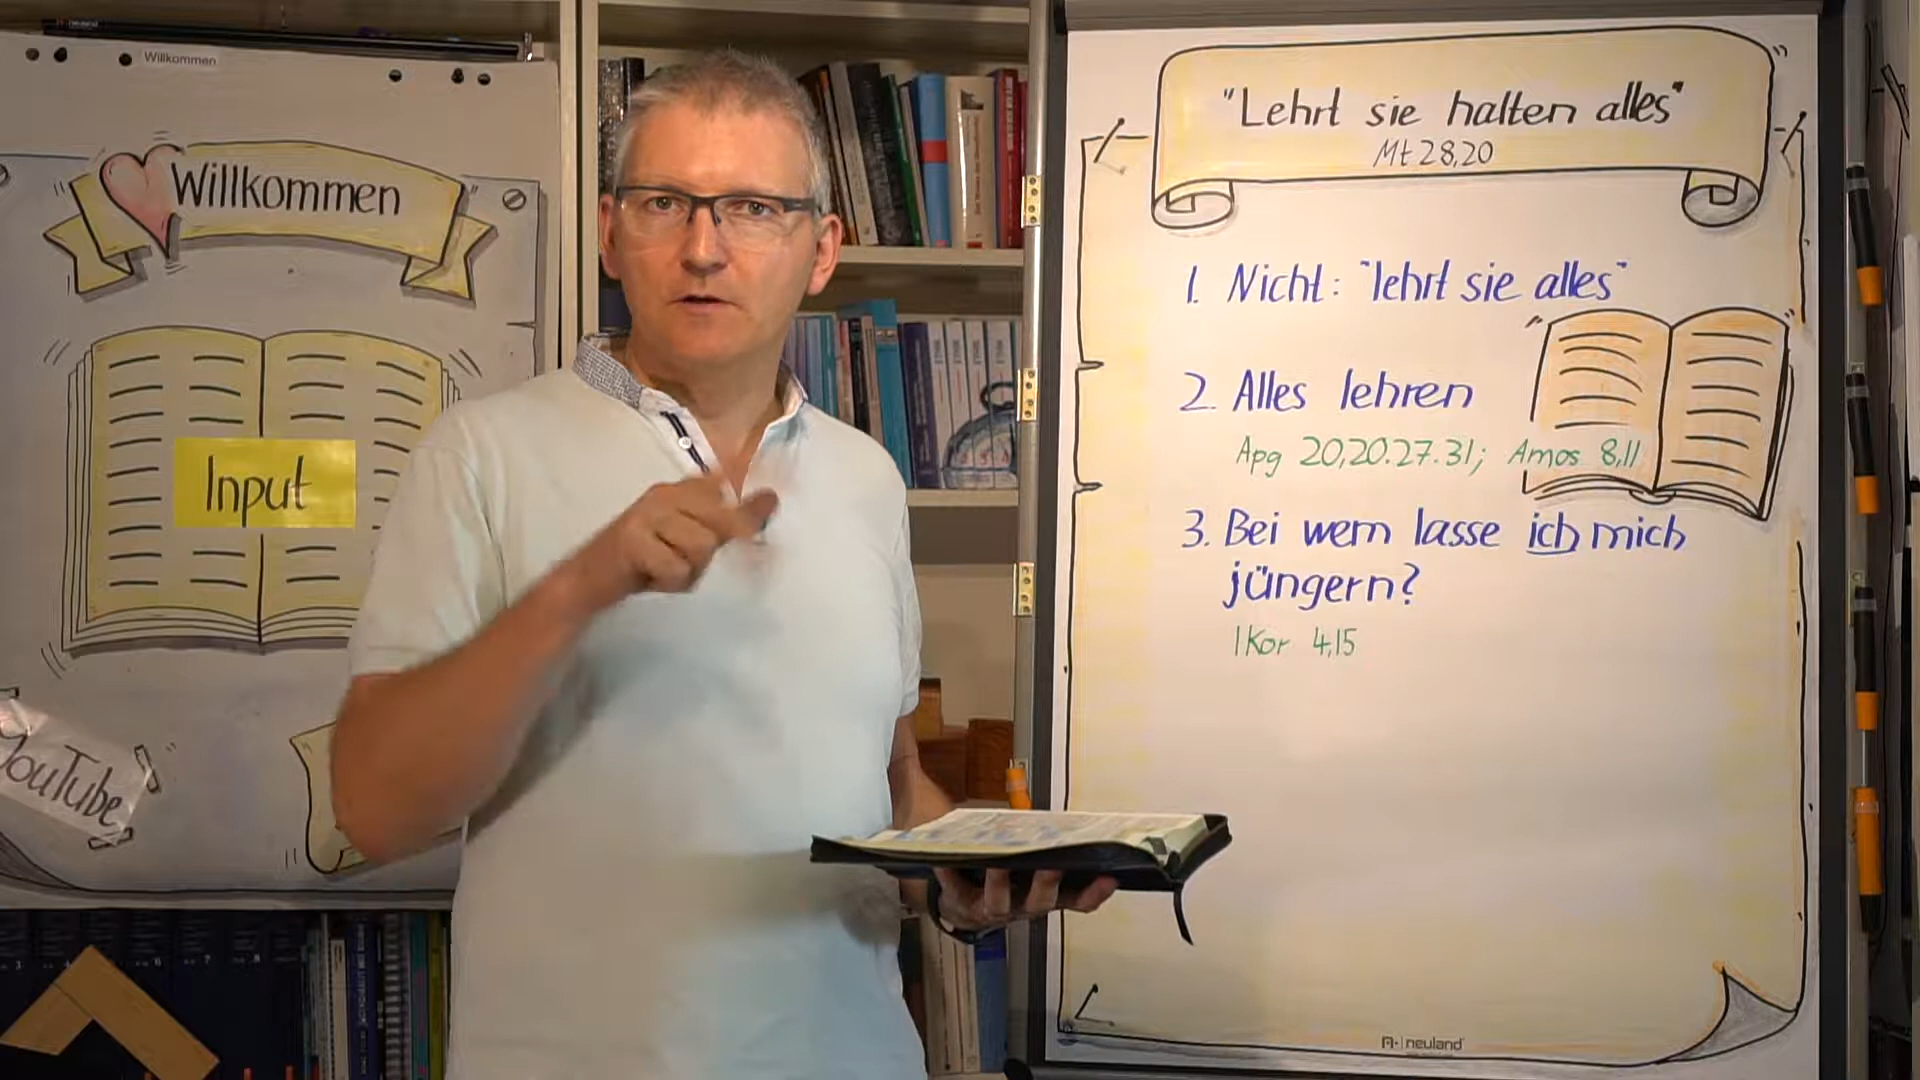 Willkommen
Willkommen
Input
YouTube
"Lehrt sie halten alles"
Mt 28,20
1. Nicht: "lehrt sie alles"
2. Alles lehren
Apg 20,20.27.31; Amos 8,11
3. Bei wem lasse ich mich
jüngern?
1Kor 4,15
neuland